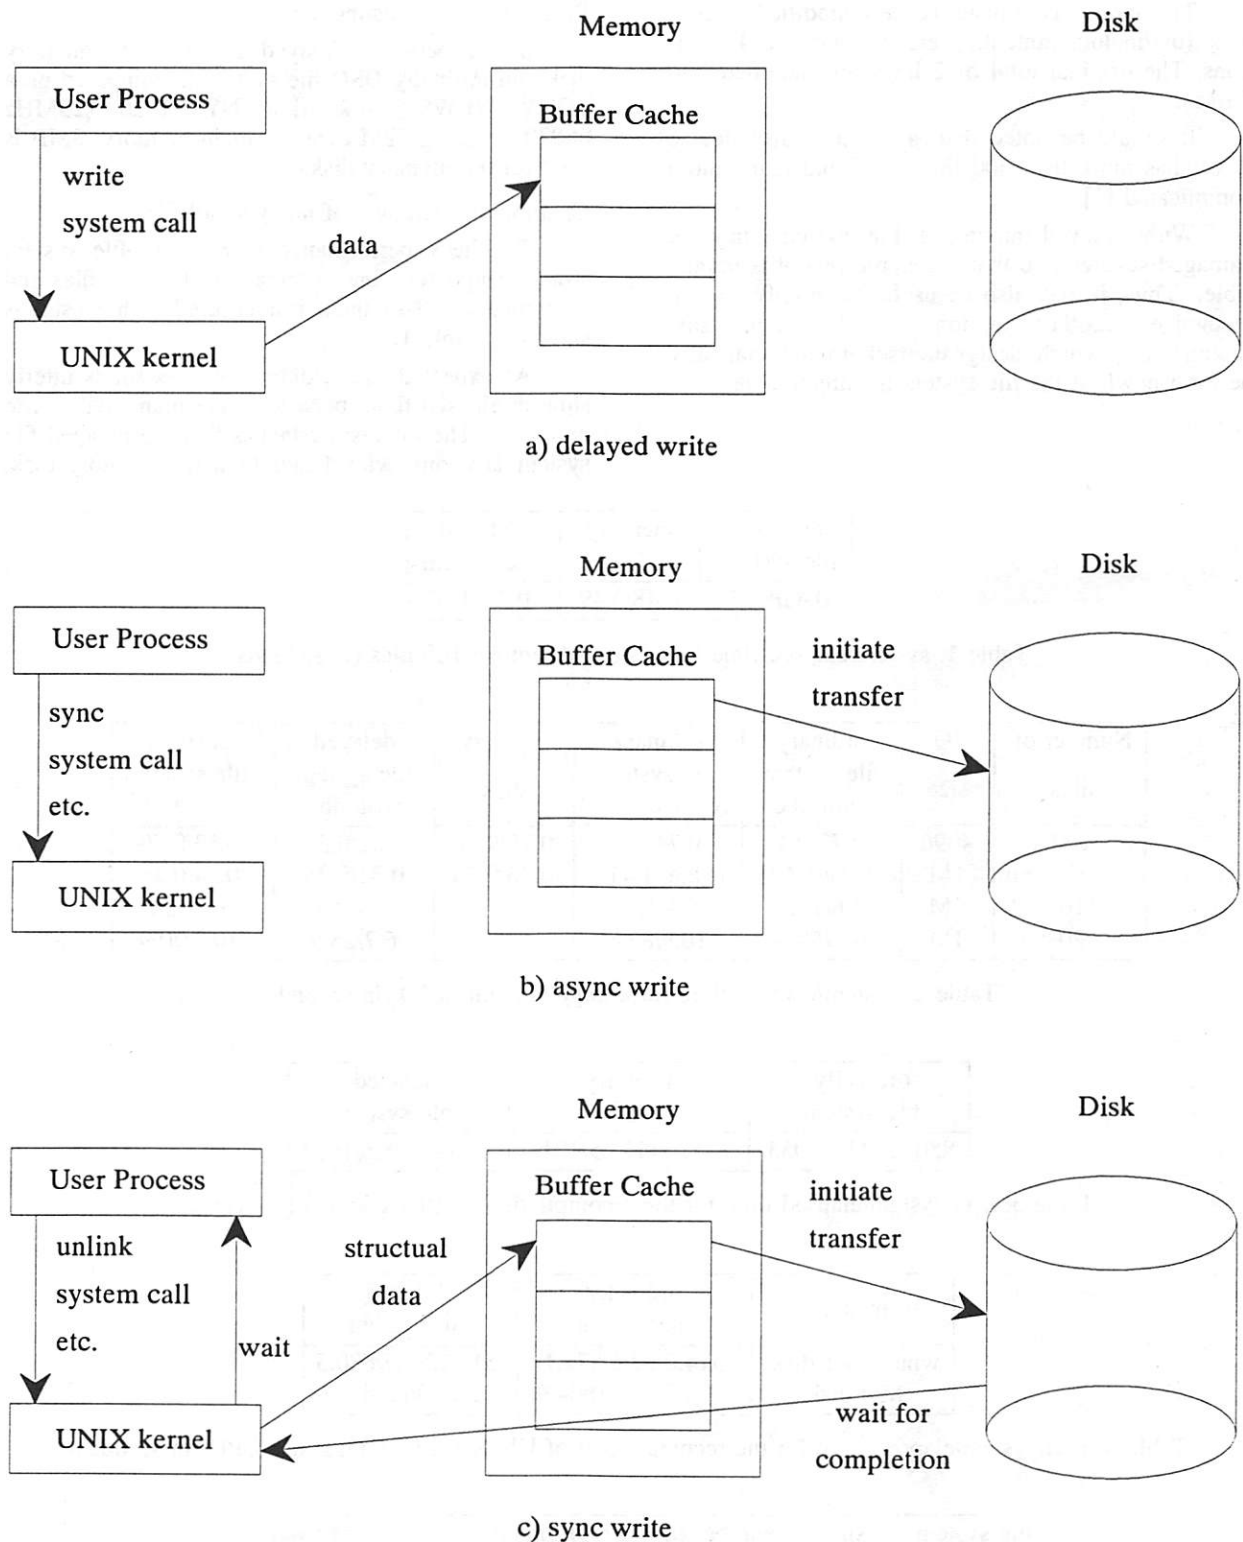 Memory
Disk
User Process
Buffer Cache
write
system call
data
UNIX kernel
a) delayed write
Memory
Disk
User Process
Buffer Cache
initiate
transfer
sync
system call
etc.
UNIX kernel
b) async write
Memory
Disk
User Process
Buffer Cache
initiate
transfer
unlink
system call
etc.
structual
data
wait
UNIX kernel
wait for
completion
c) sync write